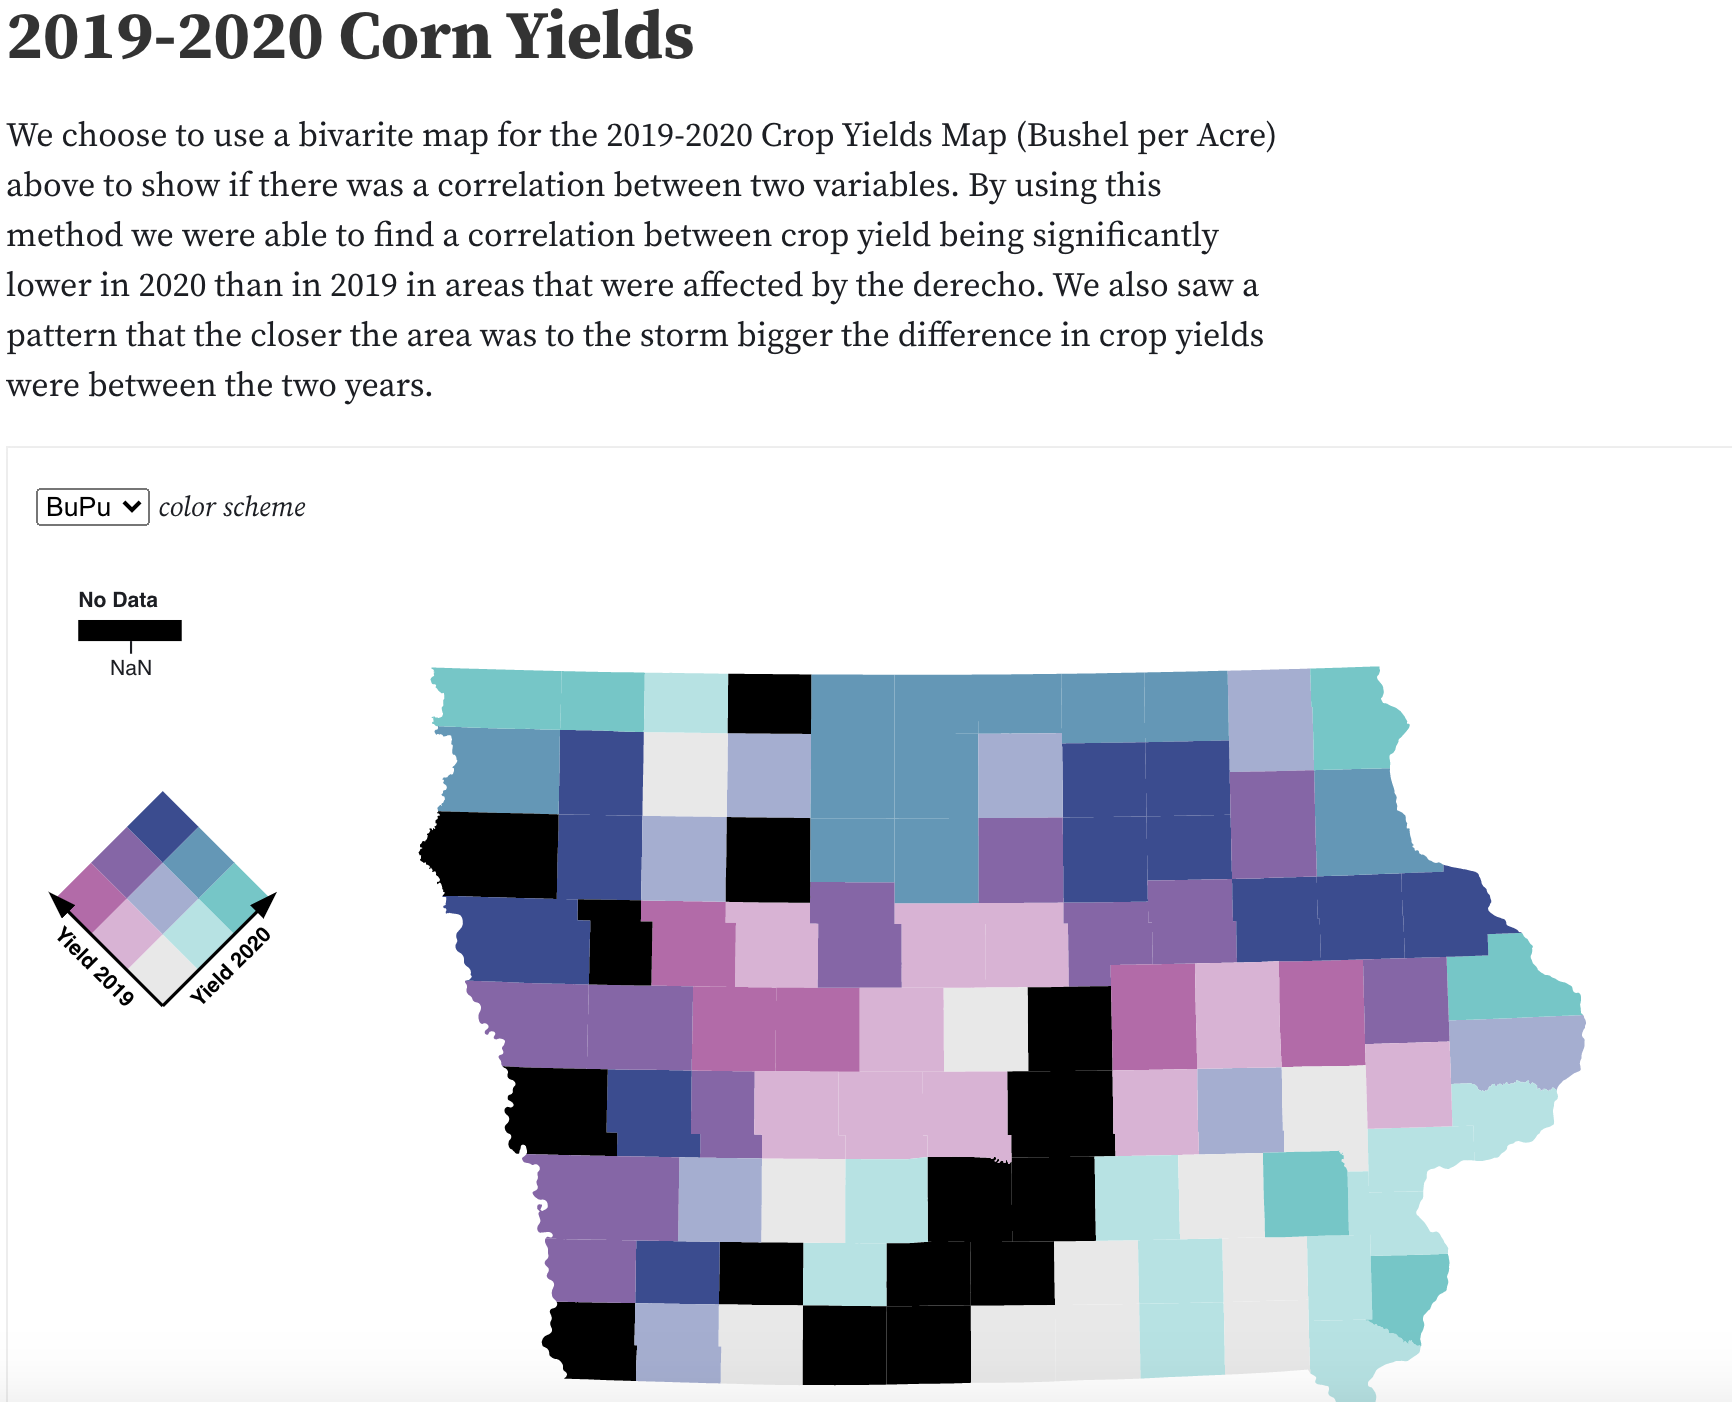 2019-2020 Corn Yields
We choose to use a bivarite map for the 2019-2020 Crop Yields Map (Bushel per Acre)
above to show if there was a correlation between two variables. By using this
method we were able to find a correlation between crop yield being significantly
lower in 2020 than in 2019 in areas that were affected by the derecho. We also saw a
pattern that the closer the area was to the storm bigger the difference in crop yields
were between the two years.
BuPu color scheme
No Data
NaN
Yield 2019
Yield 2020